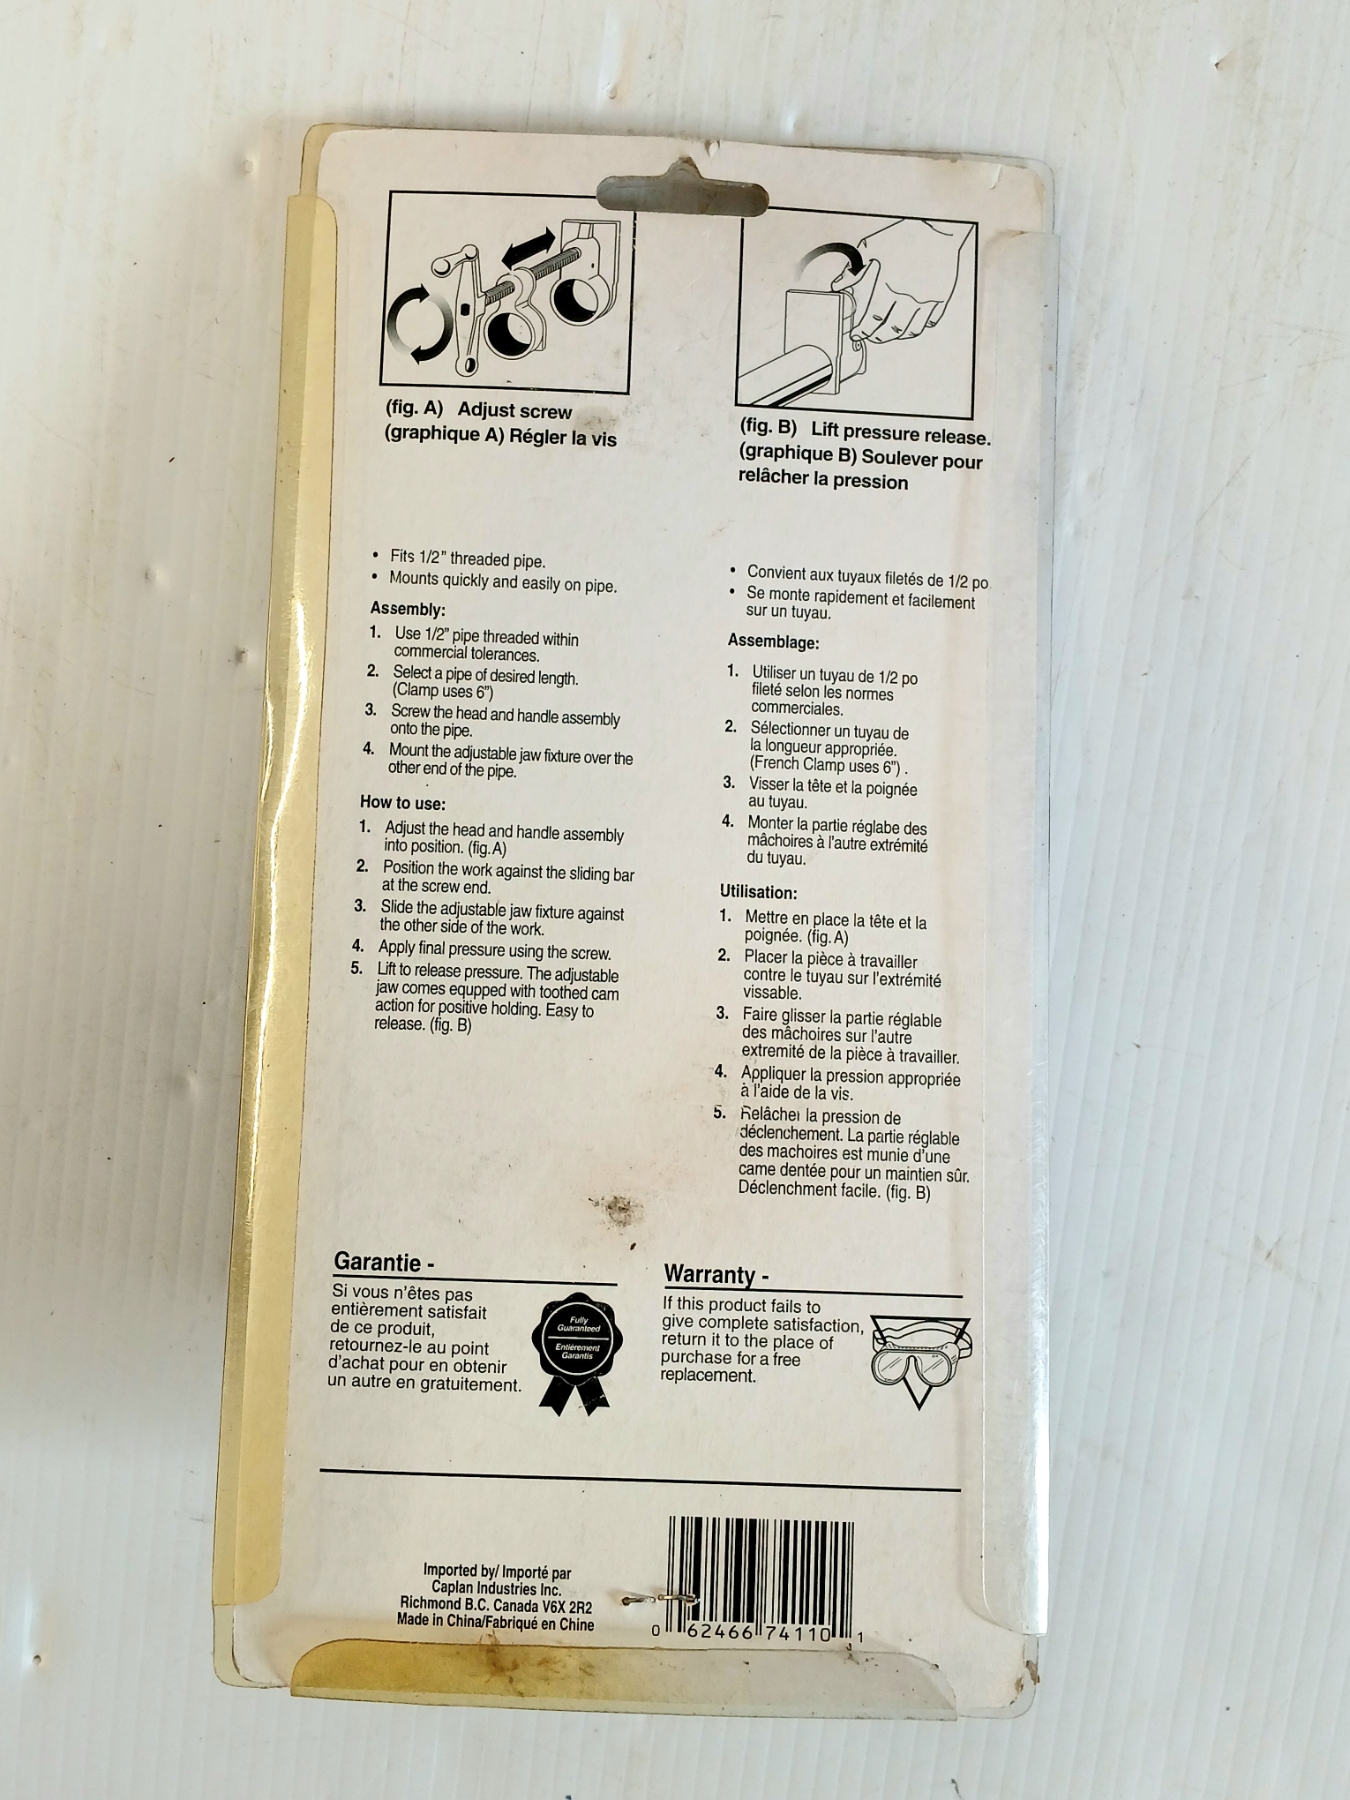 (fig. A) Adjust screw
(graphique A) Régler la vis
(fig. B) Lift pressure release.
(graphique B) Soulever pour
relâcher la pression
• Fits 1/2" threaded pipe.
• Mounts quickly and easily on pipe.
Assembly:
1. Use 1/2" pipe threaded within
commercial tolerances.
2. Select a pipe of desired length.
(Clamp uses 6")
3. Screw the head and handle assembly
onto the pipe.
4. Mount the adjustable jaw fixture over the
other end of the pipe.
How to use:
1. Adjust the head and handle assembly
into position. (fig. A)
2. Position the work against the sliding bar
at the screw end.
3. Slide the adjustable jaw fixture against
the other side of the work.
4. Apply final pressure using the screw.
5. Lift to release pressure. The adjustable
jaw comes equpped with toothed cam
action for positive holding. Easy to
release. (fig. B)
• Convient aux tuyaux filetés de 1/2 po.
• Se monte rapidement et facilement
sur un tuyau.
Assemblage:
1. Utiliser un tuyau de 1/2 po
fileté selon les normes
commerciales.
2. Sélectionner un tuyau de
la longueur appropriée.
(French Clamp uses 6") .
3. Visser la tête et la poignée
au tuyau.
4. Monter la partie réglabe des
mâchoires à l'autre extrémité
du tuyau.
Utilisation:
1. Mettre en place la tête et la
poignée. (fig. A)
2. Placer la pièce à travailler
contre le tuyau sur l'extrémité
vissable.
3. Faire glisser la partie réglable
des mâchoires sur l'autre
extremité de la pièce à travailler.
4. Appliquer la pression appropriée
à l'aide de la vis.
5. Relâcher la pression de
déclenchement. La partie réglable
des machoires est munie d'une
came dentée pour un maintien sûr.
Déclenchment facile. (fig. B)
Garantie -
Si vous n'êtes pas
entièrement satisfait
de ce produit,
retournez-le au point
d'achat pour en obtenir
un autre en gratuitement.
Fully
Guaranteed
Entièrement
Garantis
Warranty -
If this product fails to
give complete satisfaction,
return it to the place of
purchase for a free
replacement.
Imported by/ Importé par
Caplan Industries Inc.
Richmond B.C. Canada V6X 2R2
Made in China/Fabriqué en Chine
0 62466 74110 1